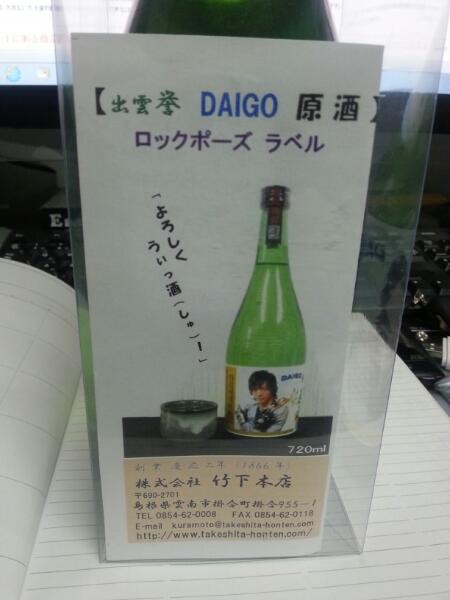 【出雲誉 DAIGO 原酒】
ロックポーズ ラベル
「よろしく
うぃっ酒(しゅ)!」
DAIGO
720ml
創業 慶応二年 (1866年)
株式会社 竹下本店
〒690-2701
島根県雲南市掛合町掛合955-1
TEL 0854-62-0008 FAX 0854-62-0118
E-mail kuramoto@takeshita-honten.com
http://www.takeshita-honten.com/